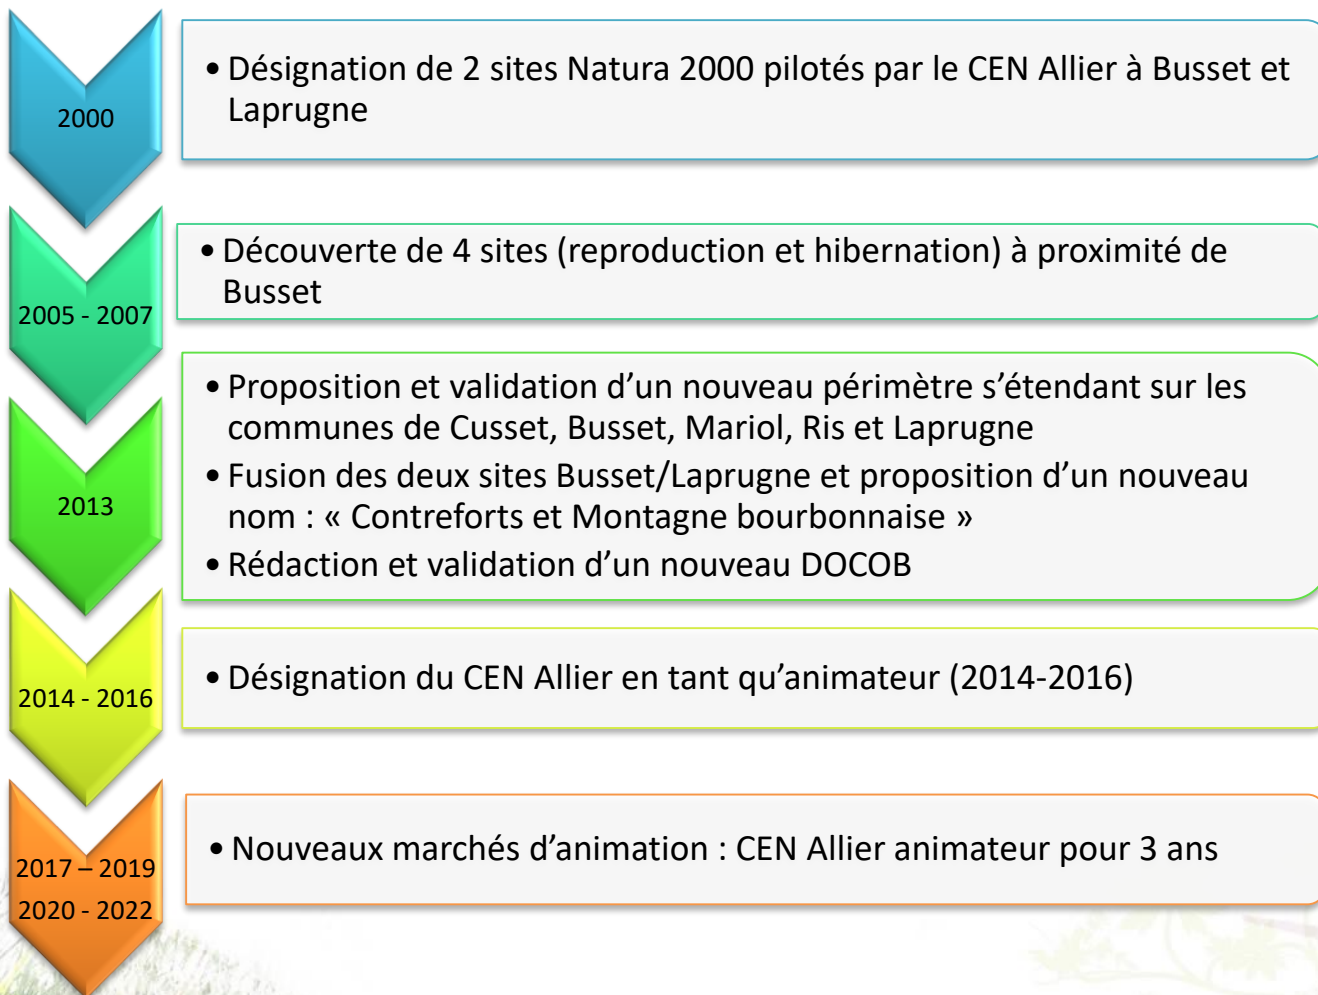 2000
• Désignation de 2 sites Natura 2000 pilotés par le CEN Allier à Busset et
Laprugne
2005 - 2007
• Découverte de 4 sites (reproduction et hibernation) à proximité de
Busset
2013
• Proposition et validation d’un nouveau périmètre s’étendant sur les
communes de Cusset, Busset, Mariol, Ris et Laprugne
• Fusion des deux sites Busset/Laprugne et proposition d’un nouveau
nom : « Contreforts et Montagne bourbonnaise »
• Rédaction et validation d’un nouveau DOCOB
2014 - 2016
• Désignation du CEN Allier en tant qu’animateur (2014-2016)
2017 – 2019
2020 - 2022
• Nouveaux marchés d’animation : CEN Allier animateur pour 3 ans